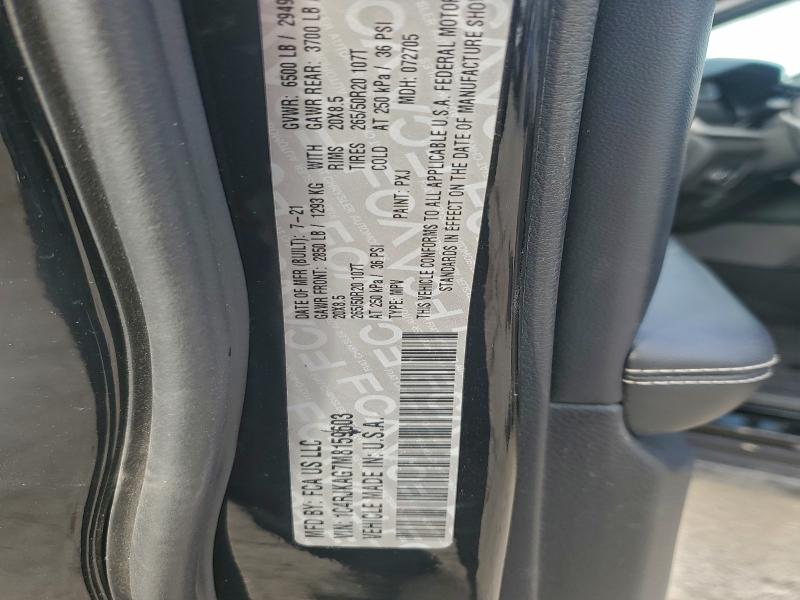 MFD BY: FCA US LLC
DATE OF MFR (BUILT): 7-21
GVWR: 6500 LB / 2949
GAWR FRONT: 2850 LB / 1293 KG WITH GAWR REAR: 3700 LB
20X8.5 RIMS 20X8.5
265/50R20 107T TIRES 265/50R20 107T
AT 250 kPa / 36 PSI COLD AT 250 kPa / 36 PSI
VIN: 1C4RJKAG7M8159603
TYPE: MPV PAINT: PXJ MDH: 072705
VEHICLE MADE IN: U.S.A.
THIS VEHICLE CONFORMS TO ALL APPLICABLE U.S.A. FEDERAL MOTOR
STANDARDS IN EFFECT ON THE DATE OF MANUFACTURE SHO